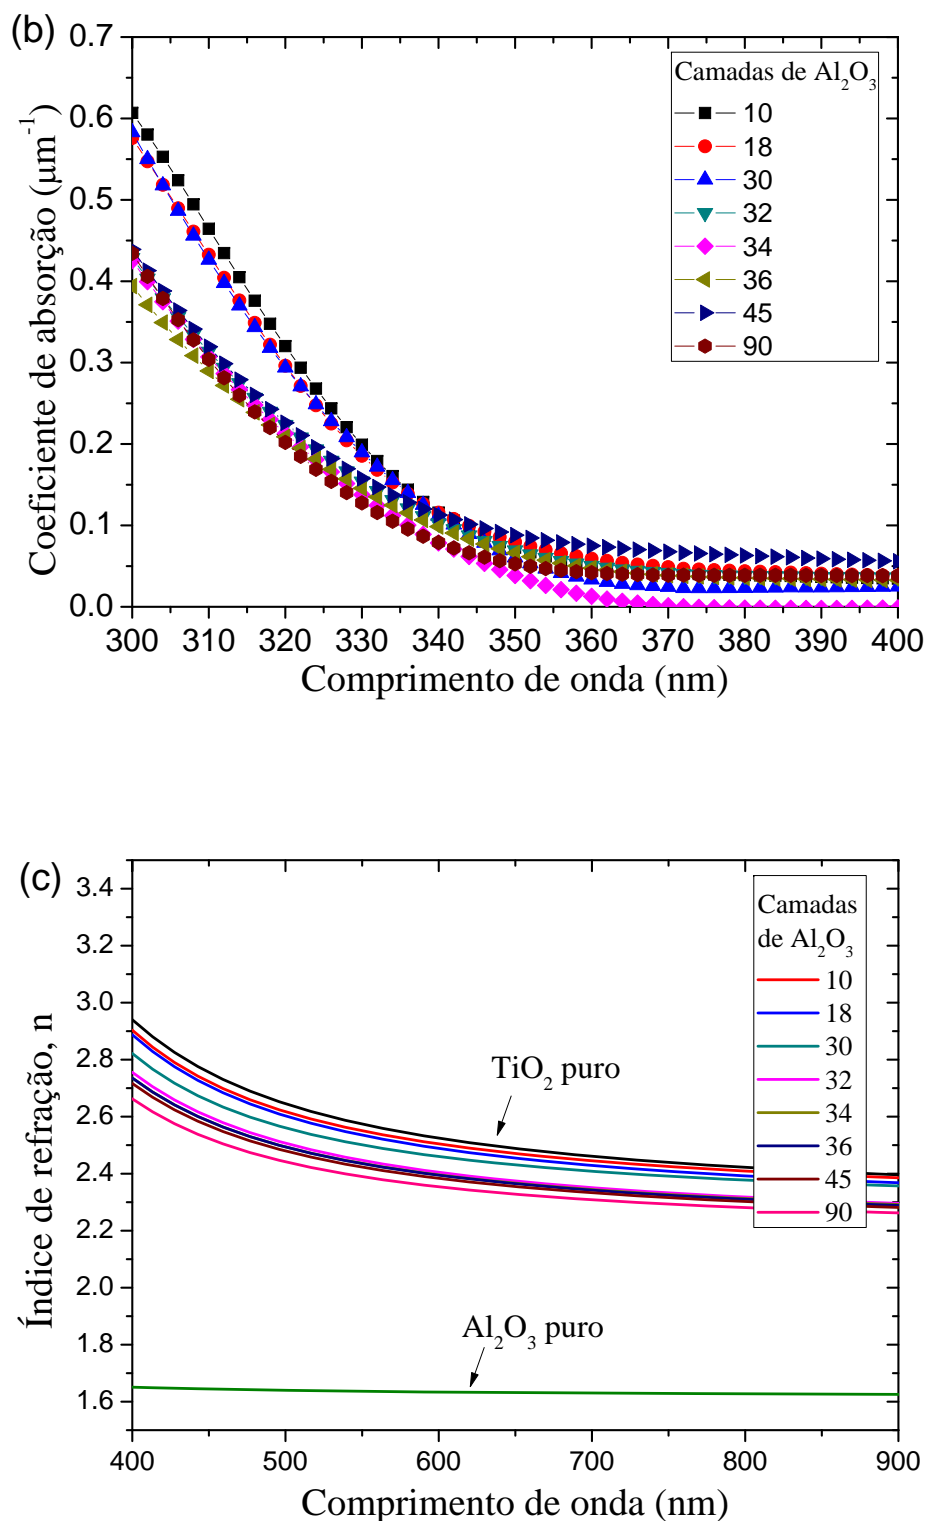 (b)
0.7
0.6
0.5
0.4
0.3
0.2
0.1
0.0
Coeficiente de absorção (µm⁻¹)
Camadas de Al₂O₃
10
18
30
32
34
36
45
90
300 310 320 330 340 350 360 370 380 390 400
Comprimento de onda (nm)
(c)
3.4
3.2
3.0
2.8
2.6
2.4
2.2
2.0
1.8
1.6
Índice de refração, n
Camadas
de Al₂O₃
10
18
30
32
34
36
45
90
TiO₂ puro
Al₂O₃ puro
400 500 600 700 800 900
Comprimento de onda (nm)